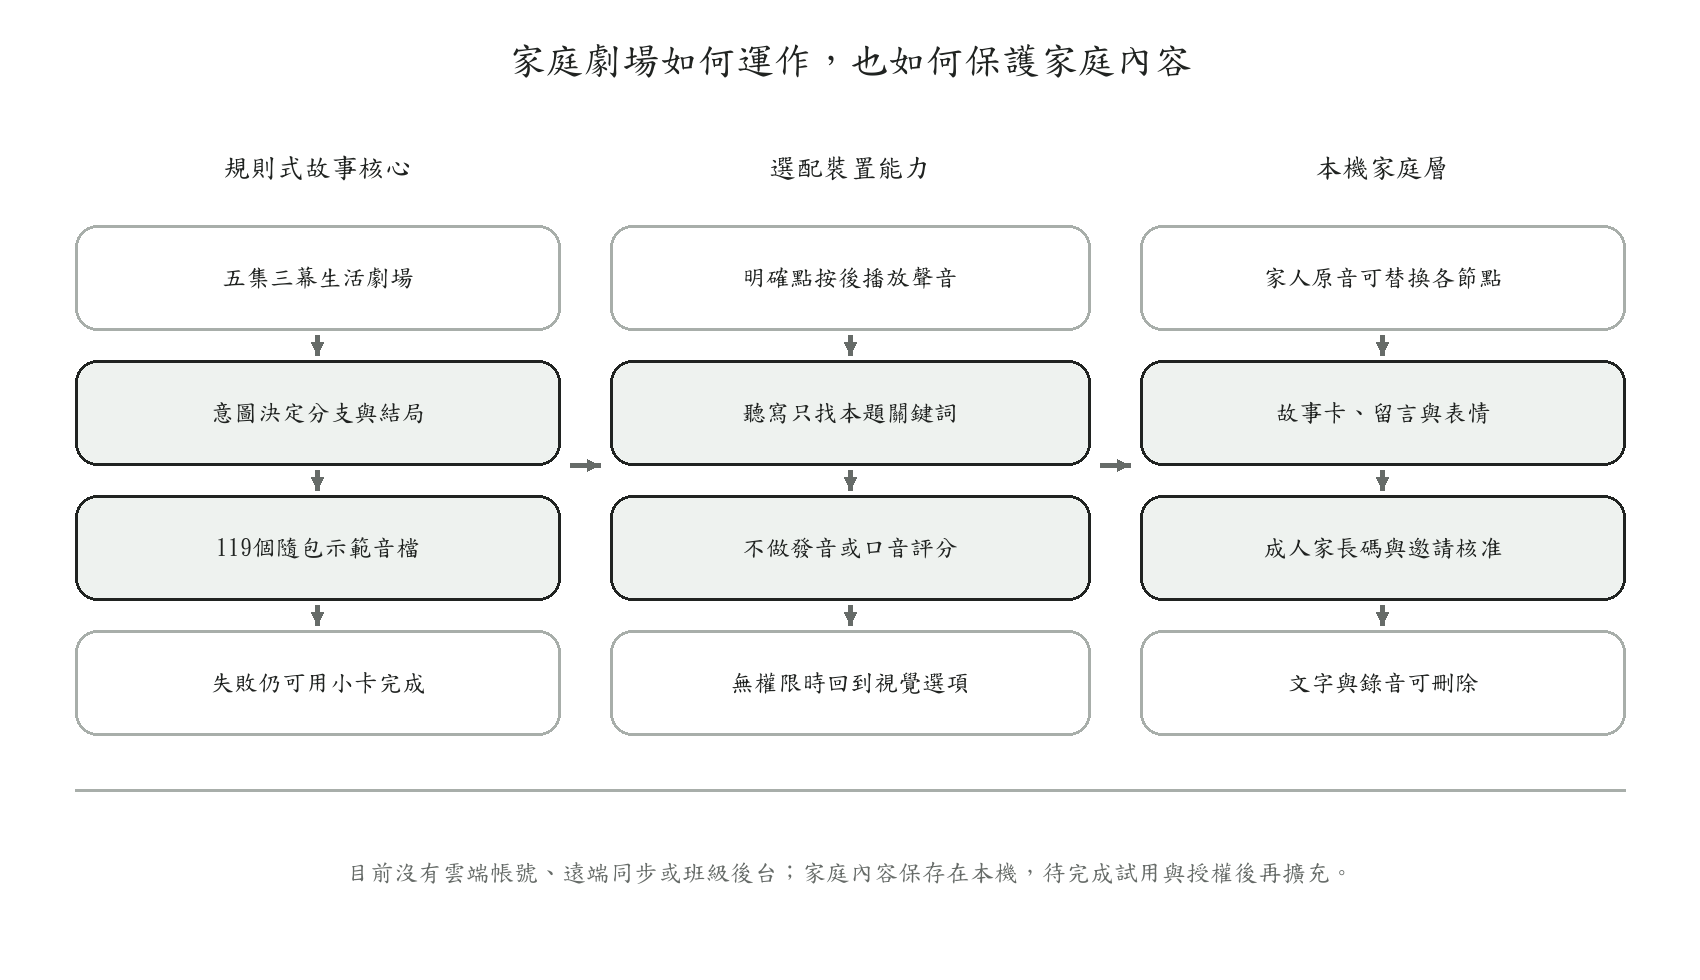 家庭劇場如何運作，也如何保護家庭內容
規則式故事核心
五集三幕生活劇場
意圖決定分支與結局
119個隨包示範音檔
失敗仍可用小卡完成
選配裝置能力
明確點按後播放聲音
聽寫只找本題關鍵詞
不做發音或口音評分
無權限時回到視覺選項
本機家庭層
家人原音可替換各節點
故事卡、留言與表情
成人家長碼與邀請核准
文字與錄音可刪除
目前沒有雲端帳號、遠端同步或班級後台；家庭內容保存在本機，待完成試用與授權後再擴充。